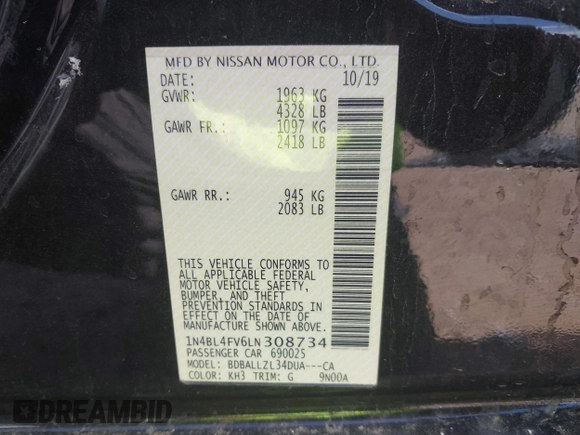 MFD BY NISSAN MOTOR CO., LTD.
DATE: 10/19
GVWR: 1963 KG
4328 LB
GAWR FR.: 1097 KG
2418 LB
GAWR RR.: 945 KG
2083 LB
THIS VEHICLE CONFORMS TO
ALL APPLICABLE FEDERAL
MOTOR VEHICLE SAFETY,
BUMPER, AND THEFT
PREVENTION STANDARDS IN
EFFECT ON THE DATE OF
MANUFACTURE SHOWN ABOVE.
1N4BL4FV6LN308734
PASSENGER CAR 690025
MODEL: BDBALLZL34DUA---CA
COLOR: KH3 TRIM: G 9N00A
DREAMBID